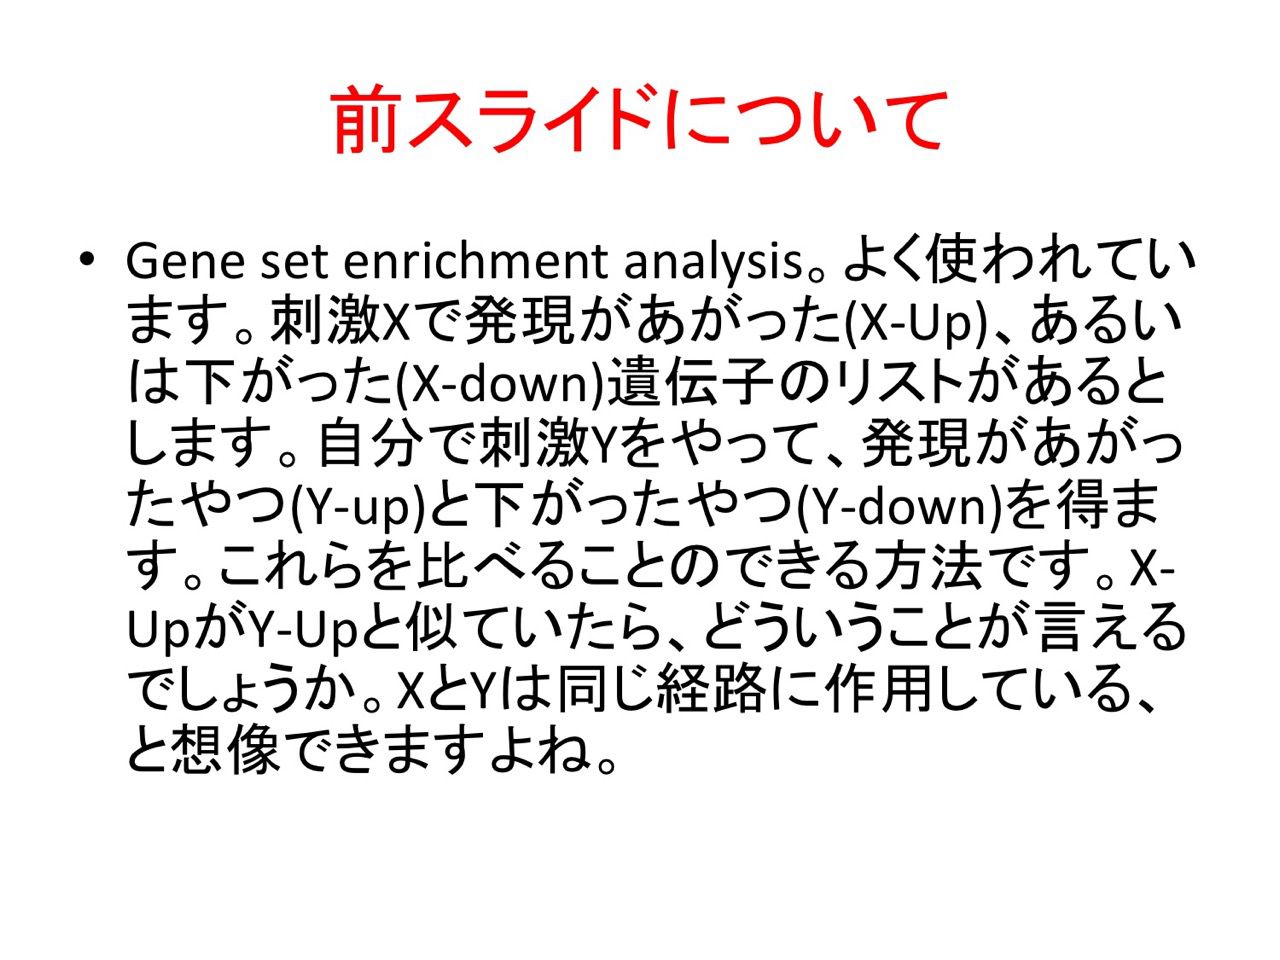 前スライドについて
• Gene set enrichment analysis。よく使われてい
ます。刺激Xで発現があがった(X-Up)、あるい
は下がった(X-down)遺伝子のリストがあると
します。自分で刺激Yをやって、発現があがっ
たやつ(Y-up)と下がったやつ(Y-down)を得ま
す。これらを比べることのできる方法です。X-
UpがY-Upと似ていたら、どういうことが言える
でしょうか。XとYは同じ経路に作用している、
と想像できますよね。